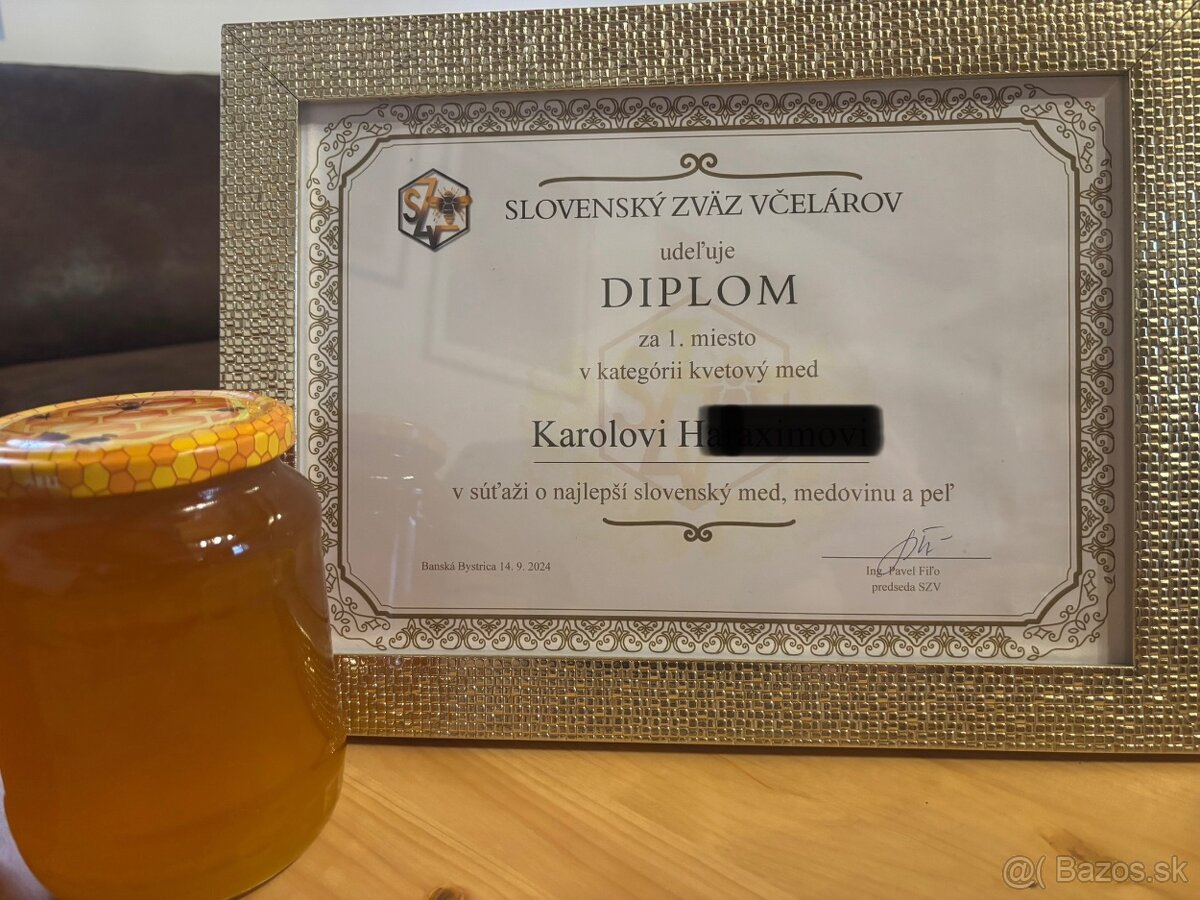 SZV
SLOVENSKÝ ZVÄZ VČELÁROV
udeľuje
DIPLOM
za 1. miesto
v kategórii kvetový med
Karolovi
v súťaži o najlepší slovenský med, medovinu a peľ
Banská Bystrica 14. 9. 2024
Ing. Pavel Fiľo
predseda SZV
@( Bazos.sk